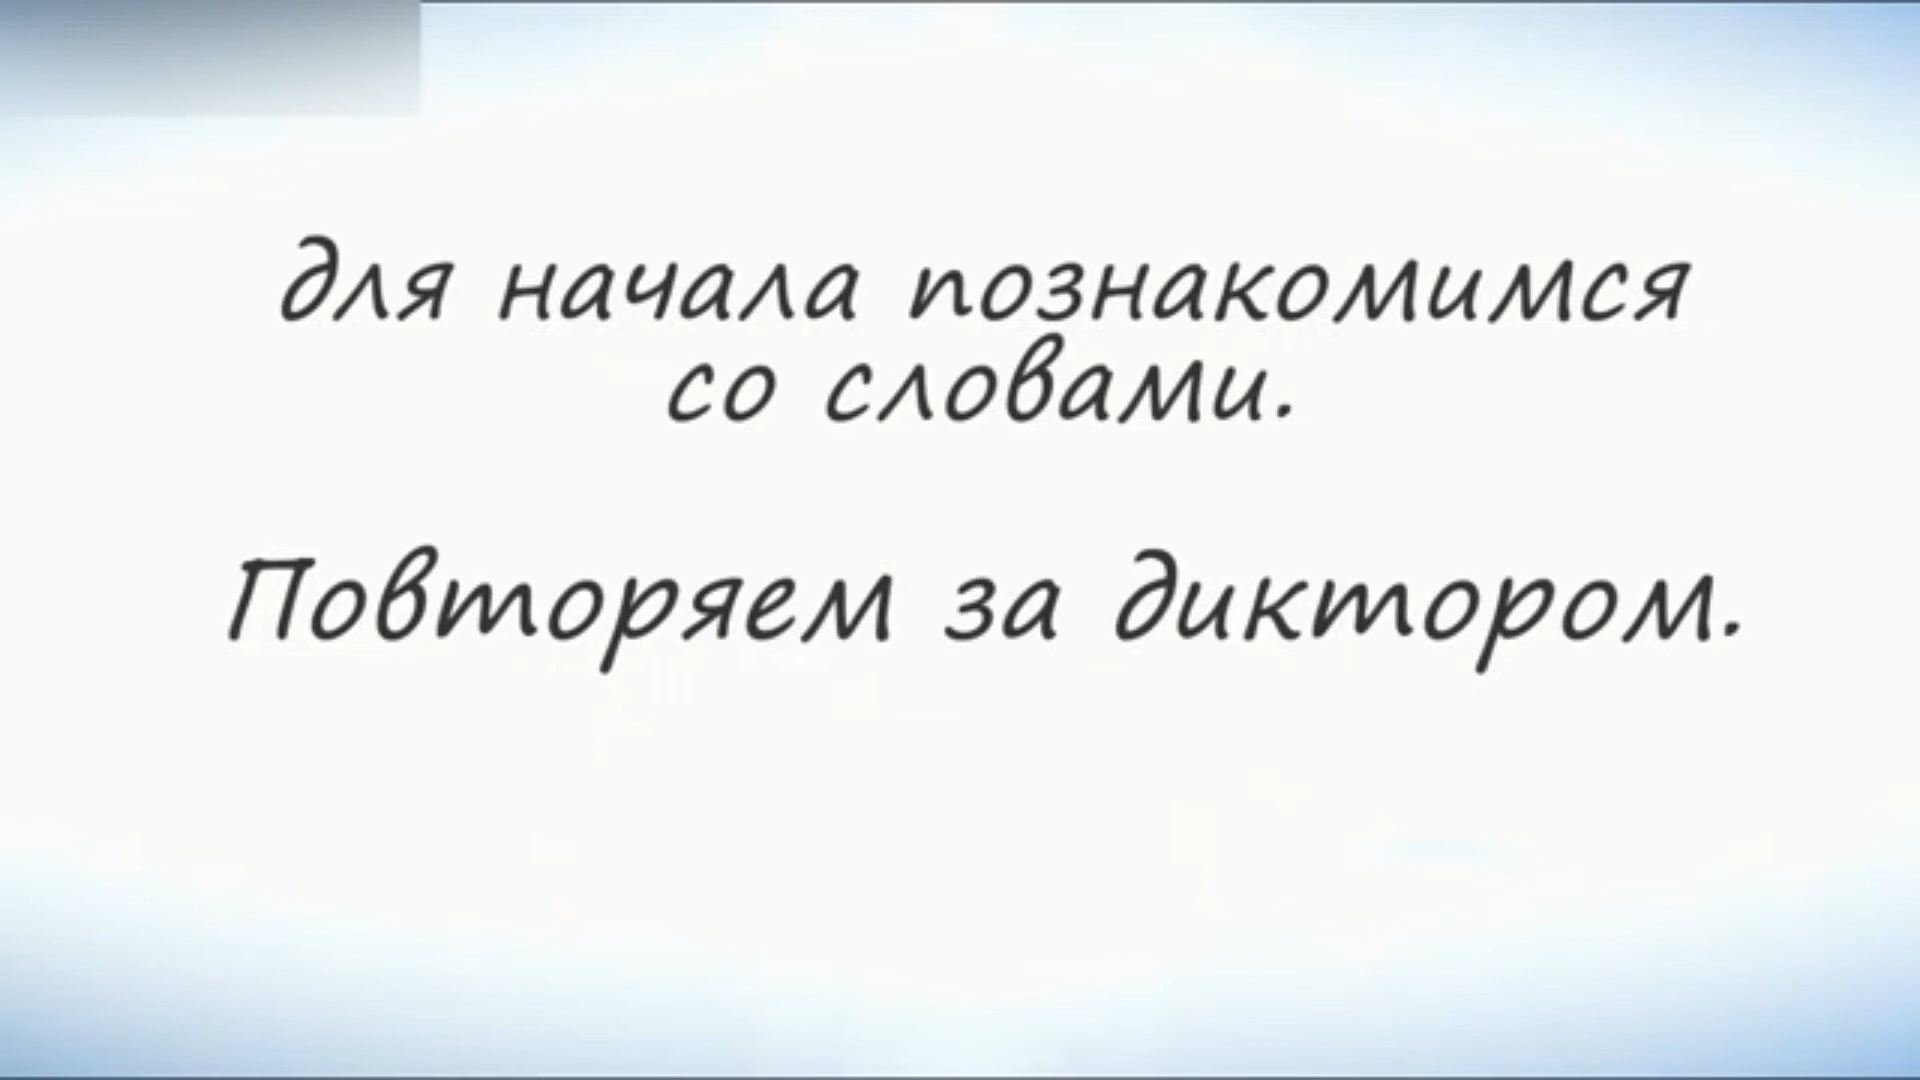 для начала познакомимся
со словами.
Повторяем за диктором.